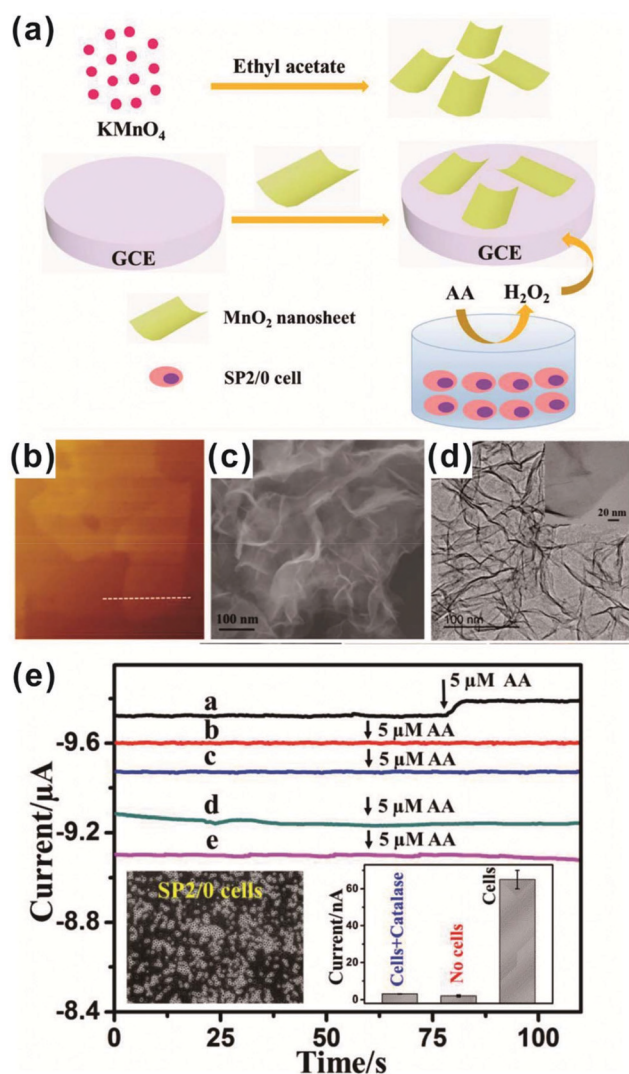 (a)
Ethyl acetate
KMnO4
GCE
GCE
AA
H2O2
MnO2 nanosheet
SP2/0 cell
(b)
(c)
(d)
20 nm
100 nm
100 nm
(e)
a
5 µM AA
b
5 µM AA
c
5 µM AA
d
5 µM AA
e
5 µM AA
-9.6
-9.2
-8.8
-8.4
Current/µA
SP2/0 cells
Current/nA
60
40
20
0
Cells+Catalase
No cells
Cells
0
25
50
75
100
Time/s